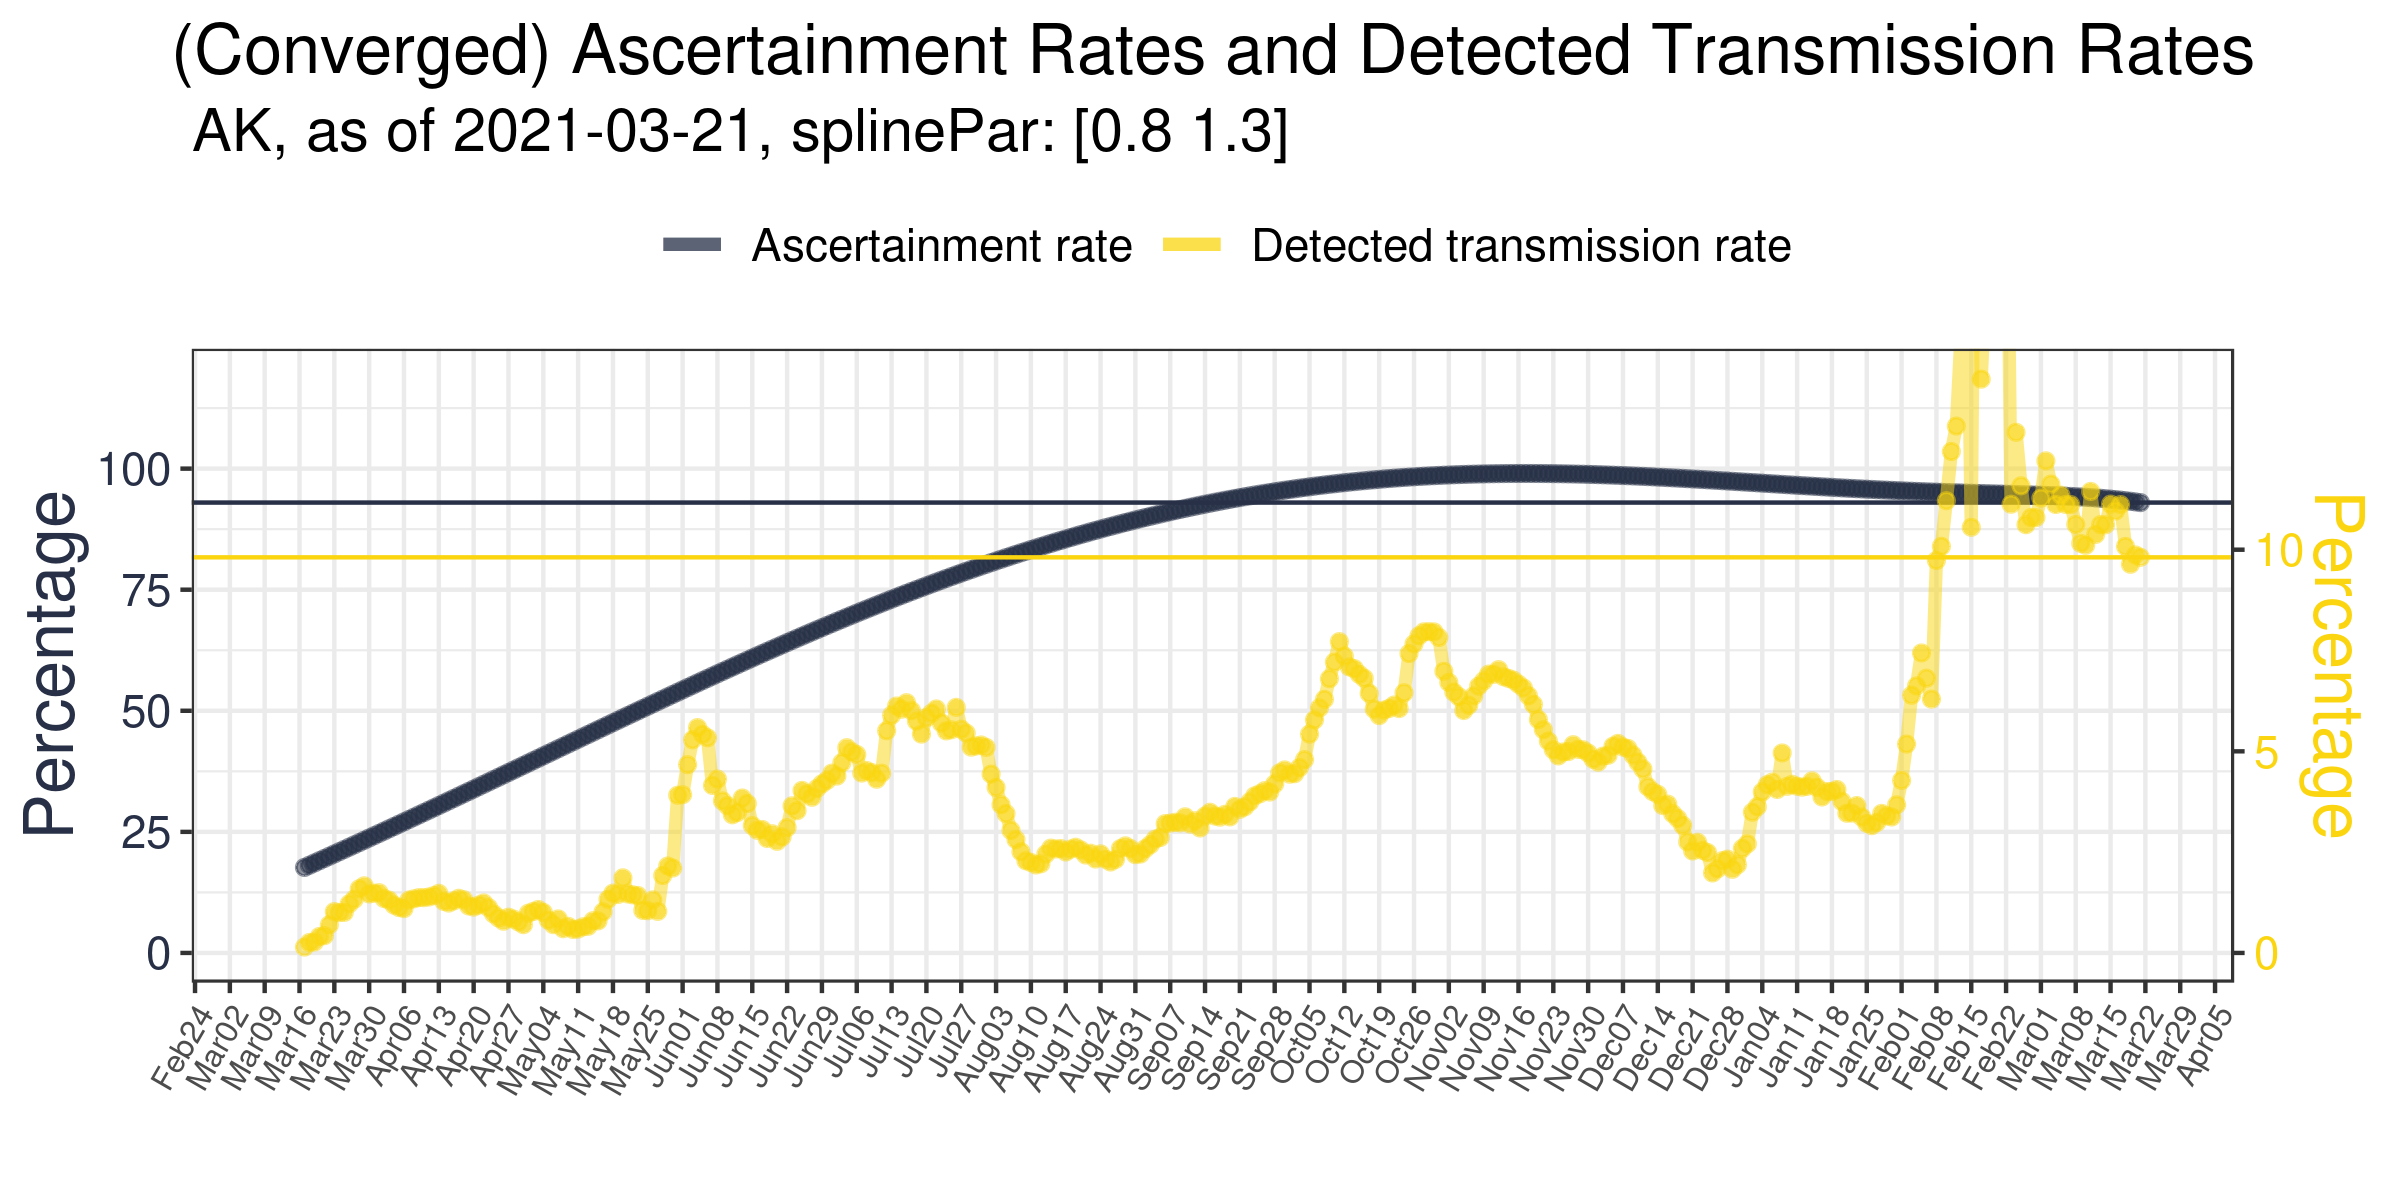 (Converged) Ascertainment Rates and Detected Transmission Rates
AK, as of 2021-03-21, splinePar: [0.8 1.3]
Ascertainment rate
Detected transmission rate
Percentage
100
75
50
25
0
Percentage
10
5
0
Feb24
Mar02
Mar09
Mar16
Mar23
Mar30
Apr06
Apr13
Apr20
Apr27
May04
May11
May18
May25
Jun01
Jun08
Jun15
Jun22
Jun29
Jul06
Jul13
Jul20
Jul27
Aug03
Aug10
Aug17
Aug24
Aug31
Sep07
Sep14
Sep21
Sep28
Oct05
Oct12
Oct19
Oct26
Nov02
Nov09
Nov16
Nov23
Nov30
Dec07
Dec14
Dec21
Dec28
Jan04
Jan11
Jan18
Jan25
Feb01
Feb08
Feb15
Feb22
Mar01
Mar08
Mar15
Mar22
Mar29
Apr05